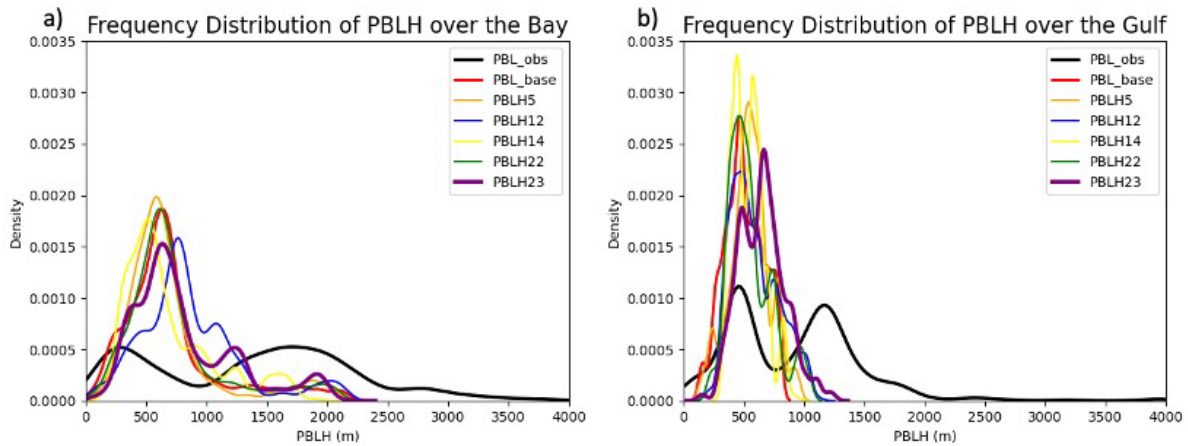 a) Frequency Distribution of PBLH over the Bay
0.0035
0.0030
0.0025
0.0020
0.0015
0.0010
0.0005
0.0000
Density
PBL_obs
PBL_base
PBLH5
PBLH12
PBLH14
PBLH22
PBLH23
0 500 1000 1500 2000 2500 3000 3500 4000
PBLH (m)
b) Frequency Distribution of PBLH over the Gulf
0.0035
0.0030
0.0025
0.0020
0.0015
0.0010
0.0005
0.0000
Density
PBL_obs
PBL_base
PBLH5
PBLH12
PBLH14
PBLH22
PBLH23
0 500 1000 1500 2000 2500 3000 3500 4000
PBLH (m)